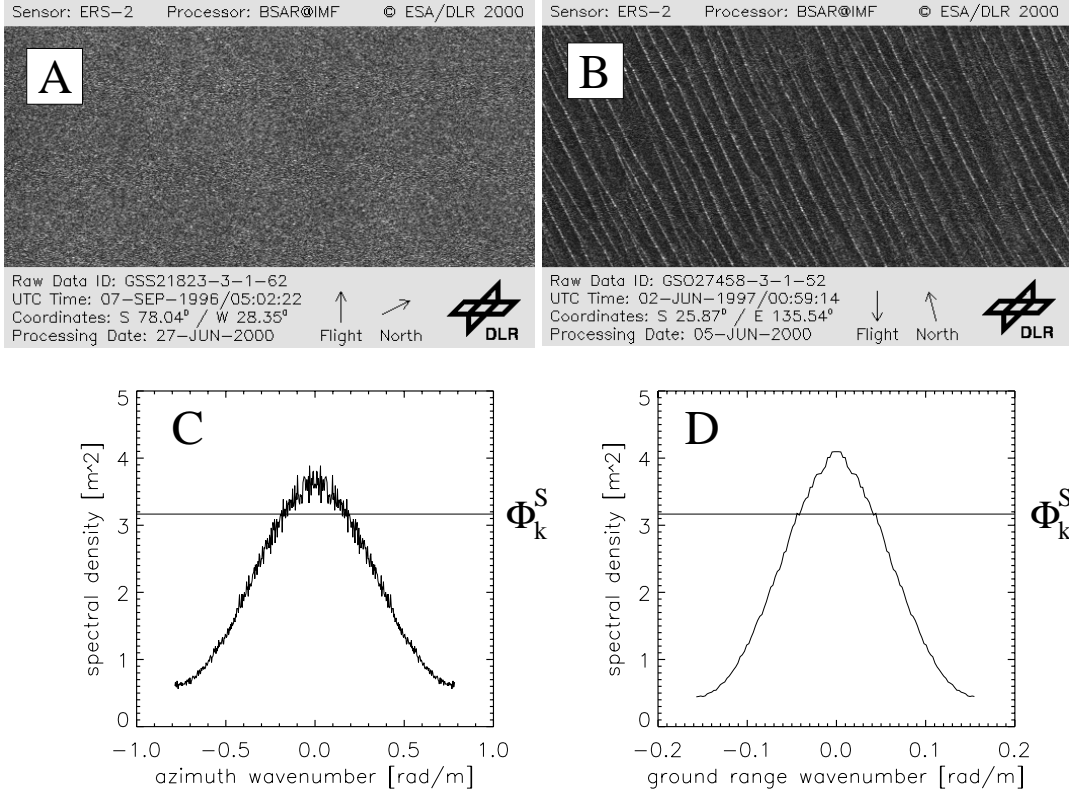 Sensor: ERS-2 Processor: BSAR@IMF © ESA/DLR 2000
A
Raw Data ID: GSS21823-3-1-62
UTC Time: 07-SEP-1996/05:02:22
Coordinates: S 78.04° / W 28.35°
Processing Date: 27-JUN-2000
Flight North
DLR
Sensor: ERS-2 Processor: BSAR@IMF © ESA/DLR 2000
B
Raw Data ID: GSO27458-3-1-52
UTC Time: 02-JUN-1997/00:59:14
Coordinates: S 25.87° / E 135.54°
Processing Date: 05-JUN-2000
Flight North
DLR
C
spectral density [m^2]
5
4
3
2
1
0
-1.0 -0.5 0.0 0.5 1.0
azimuth wavenumber [rad/m]
Φ_k^S
D
spectral density [m^2]
5
4
3
2
1
0
-0.2 -0.1 0.0 0.1 0.2
ground range wavenumber [rad/m]
Φ_k^S